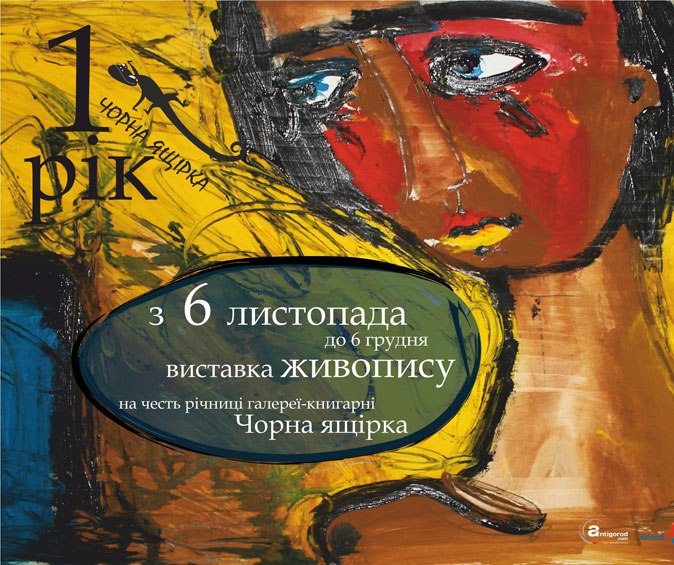 1
рік
ЧОРНА ЯЩІРКА
з 6 листопада
до 6 грудня
виставка живопису
на честь річниці галереї-книгарні
Чорна ящірка
antigorod
.com